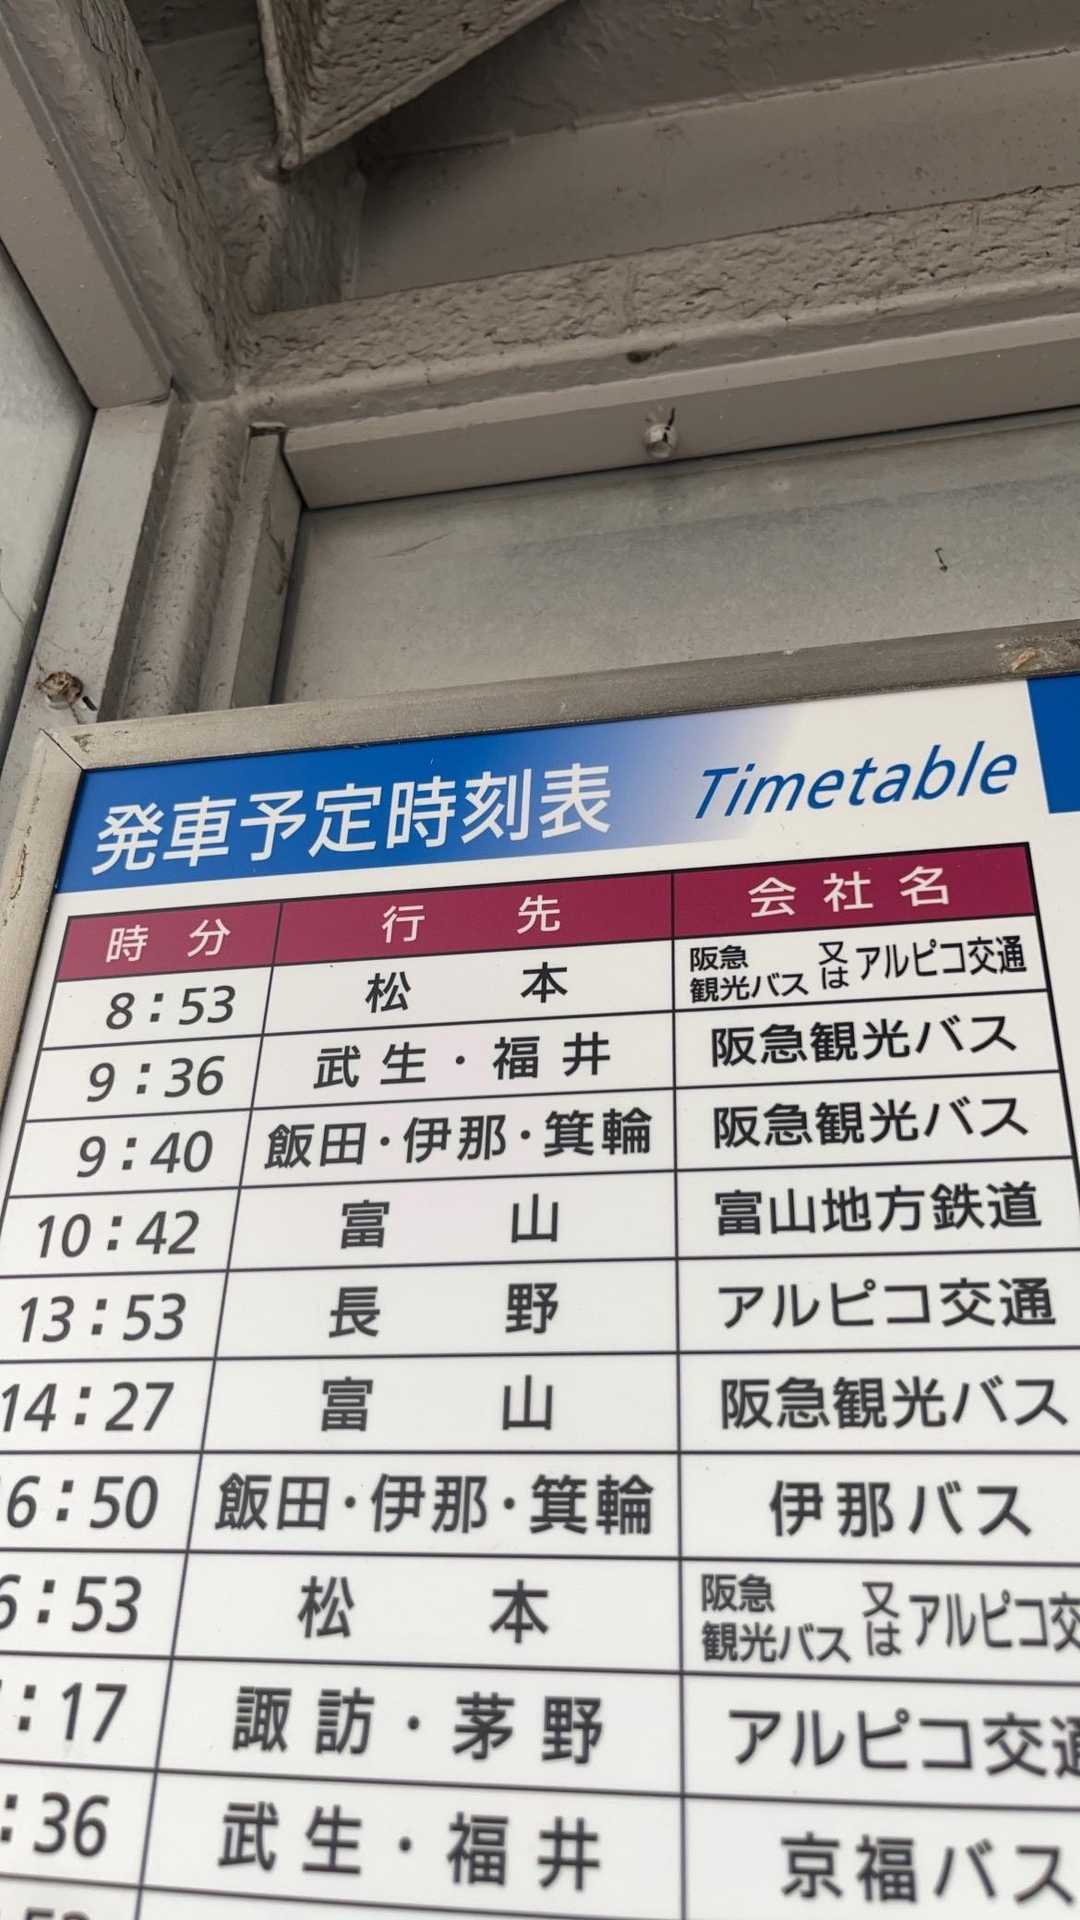 発車予定時刻表 Timetable
時分 行先 会社名
8:53 松本 阪急観光バス 又は アルピコ交通
9:36 武生・福井 阪急観光バス
9:40 飯田・伊那・箕輪 阪急観光バス
10:42 富山 富山地方鉄道
13:53 長野 アルピコ交通
14:27 富山 阪急観光バス
6:50 飯田・伊那・箕輪 伊那バス
6:53 松本 阪急観光バス 又は アルピコ交
:17 諏訪・茅野 アルピコ交通
:36 武生・福井 京福バス